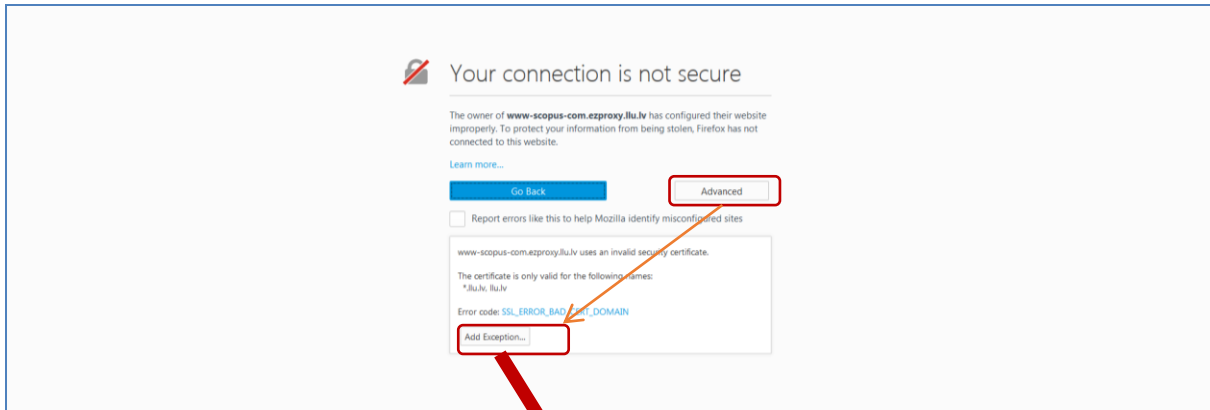 Your connection is not secure
The owner of www-scopus-com.ezproxy.llu.lv has configured their website
improperly. To protect your information from being stolen, Firefox has not
connected to this website.
Learn more...
Go Back
Advanced
Report errors like this to help Mozilla identify misconfigured sites
www-scopus-com.ezproxy.llu.lv uses an invalid security certificate.
The certificate is only valid for the following names:
*.llu.lv, llu.lv
Error code: SSL_ERROR_BAD_CERT_DOMAIN
Add Exception...